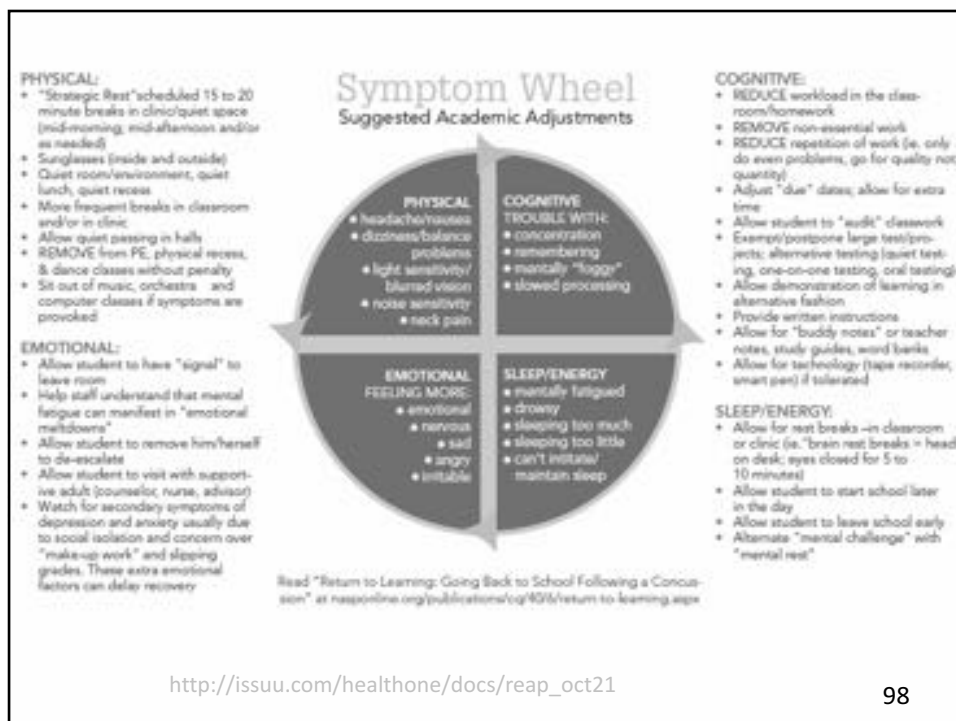 PHYSICAL:
• "Strategic Rest" scheduled 15 to 20
minute breaks in clinic/quiet space
(mid-morning; mid-afternoon and/or
as needed)
• Sunglasses (inside and outside)
• Quiet room/environment, quiet
lunch, quiet recess
• More frequent breaks in classroom
and/or in clinic
• Allow quiet passing in halls
• REMOVE from PE, physical recess,
& dance classes without penalty
• Sit out of music, orchestra and
computer classes if symptoms are
provoked
EMOTIONAL:
• Allow student to have "signal" to
leave room
• Help staff understand that mental
fatigue can manifest in "emotional
meltdowns"
• Allow student to remove him/herself
to de-escalate
• Allow student to visit with support-
ive adult (counselor, nurse, advisor)
• Watch for secondary symptoms of
depression and anxiety usually due
to social isolation and concern over
"make-up work" and slipping
grades. These extra emotional
factors can delay recovery
Symptom Wheel
Suggested Academic Adjustments
PHYSICAL
• headache/nausea
• dizziness/balance
problems
• light sensitivity/
blurred vision
• noise sensitivity
• neck pain
COGNITIVE
TROUBLE WITH:
• concentration
• remembering
• mentally "foggy"
• slowed processing
EMOTIONAL
FEELING MORE:
• emotional
• nervous
• sad
• angry
• irritable
SLEEP/ENERGY
• mentally fatigued
• drowsy
• sleeping too much
• sleeping too little
• can't intitate/
maintain sleep
Read "Return to Learning: Going Back to School Following a Concus-
sion" at nasponline.org/publications/cq/40/6/return-to-learning.aspx
COGNITIVE:
• REDUCE workload in the class-
room/homework
• REMOVE non-essential work
• REDUCE repetition of work (ie. only
do even problems, go for quality not
quantity)
• Adjust "due" dates; allow for extra
time
• Allow student to "audit" classwork
• Exempt/postpone large test/pro-
jects; alternative testing (quiet test-
ing, one-on-one testing, oral testing)
• Allow demonstration of learning in
alternative fashion
• Provide written instructions
• Allow for "buddy notes" or teacher
notes, study guides, word banks
• Allow for technology (tape recorder,
smart pen) if tolerated
SLEEP/ENERGY:
• Allow for rest breaks –in classroom
or clinic (ie."brain rest breaks = head
on desk; eyes closed for 5 to
10 minutes)
• Allow student to start school later
in the day
• Allow student to leave school early
• Alternate "mental challenge" with
"mental rest"
http://issuu.com/healthone/docs/reap_oct21
98